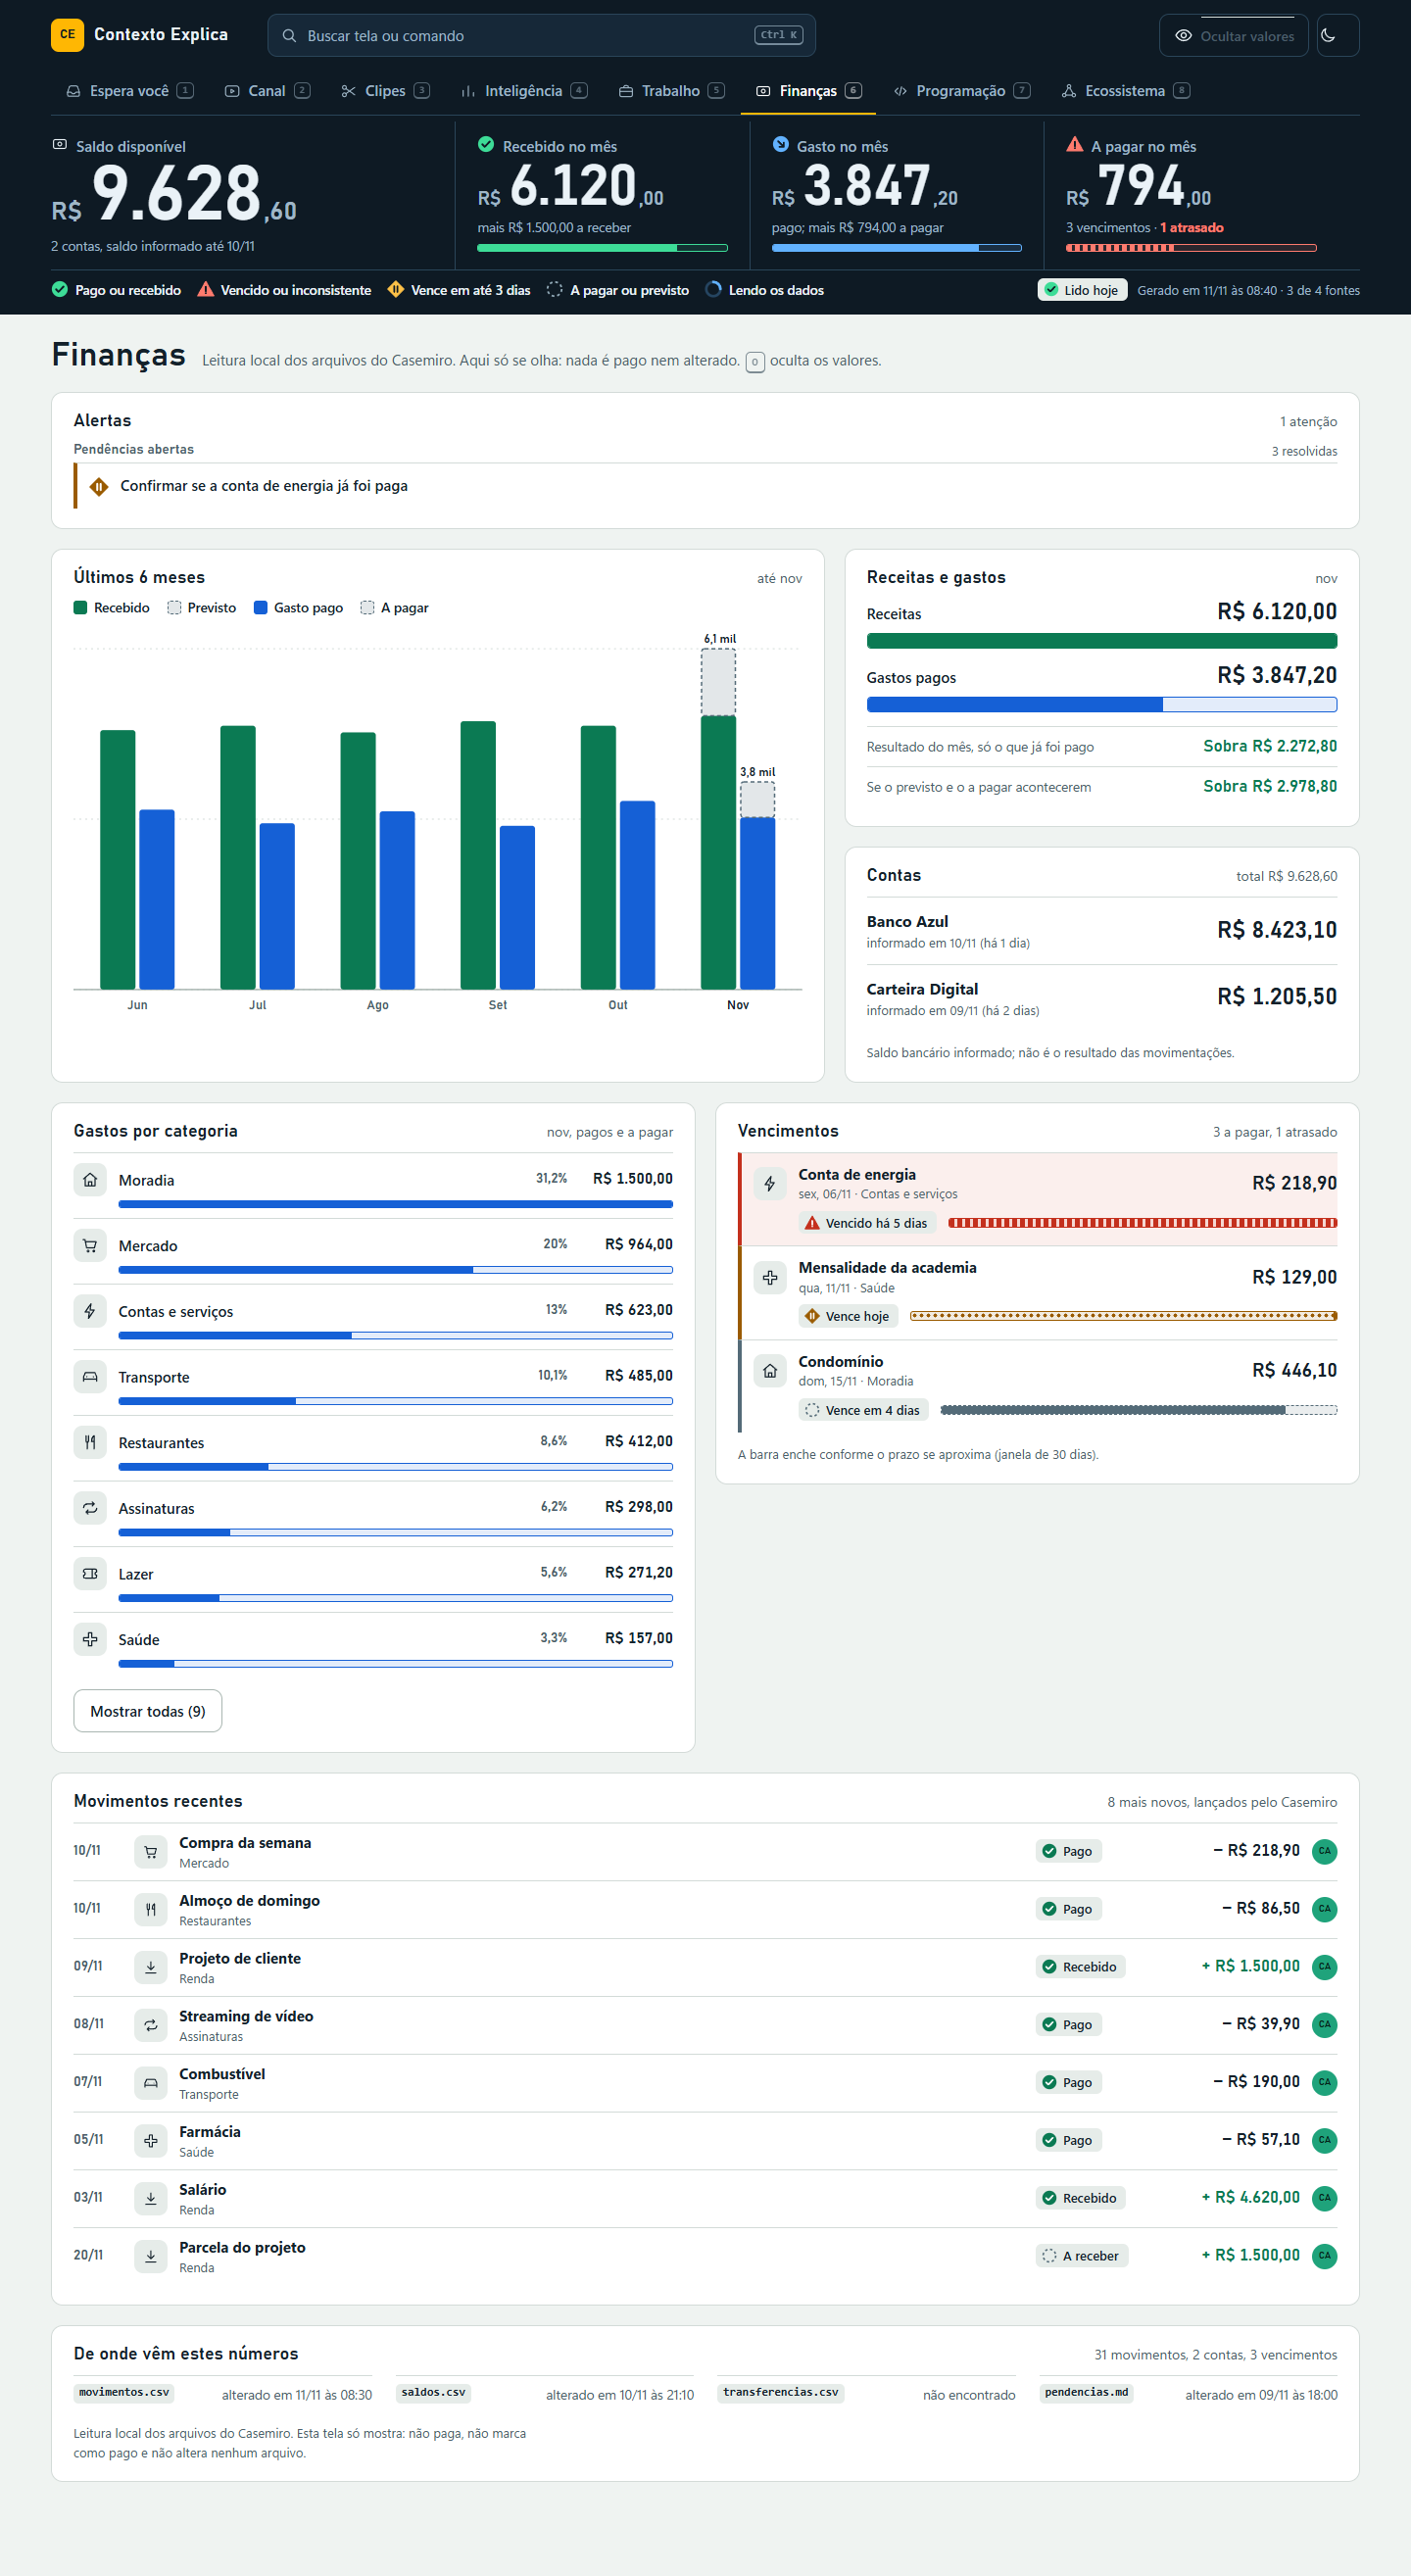 CE Contexto Explica
Buscar tela ou comando Ctrl K
Ocultar valores
Espera você 1 Canal 2 Clipes 3 Inteligência 4 Trabalho 5 Finanças 6 Programação 7 Ecossistema 8
Saldo disponível
R$ 9.628,60
2 contas, saldo informado até 10/11
Recebido no mês
R$ 6.120,00
mais R$ 1.500,00 a receber
Gasto no mês
R$ 3.847,20
pago; mais R$ 794,00 a pagar
A pagar no mês
R$ 794,00
3 vencimentos · 1 atrasado
Pago ou recebido Vencido ou inconsistente Vence em até 3 dias A pagar ou previsto Lendo os dados
Lido hoje Gerado em 11/11 às 08:40 · 3 de 4 fontes
Finanças Leitura local dos arquivos do Casemiro. Aqui só se olha: nada é pago nem alterado. O oculta os valores.
Alertas 1 atenção
Pendências abertas 3 resolvidas
Confirmar se a conta de energia já foi paga
Últimos 6 meses até nov
Recebido Previsto Gasto pago A pagar
6,1 mil
3,8 mil
Jun Jul Ago Set Out Nov
Receitas e gastos nov
Receitas R$ 6.120,00
Gastos pagos R$ 3.847,20
Resultado do mês, só o que já foi pago Sobra R$ 2.272,80
Se o previsto e o a pagar acontecerem Sobra R$ 2.978,80
Contas total R$ 9.628,60
Banco Azul R$ 8.423,10
informado em 10/11 (há 1 dia)
Carteira Digital R$ 1.205,50
informado em 09/11 (há 2 dias)
Saldo bancário informado; não é o resultado das movimentações.
Gastos por categoria nov, pagos e a pagar
Moradia 31,2% R$ 1.500,00
Mercado 20% R$ 964,00
Contas e serviços 13% R$ 623,00
Transporte 10,1% R$ 485,00
Restaurantes 8,6% R$ 412,00
Assinaturas 6,2% R$ 298,00
Lazer 5,6% R$ 271,20
Saúde 3,3% R$ 157,00
Mostrar todas (9)
Vencimentos 3 a pagar, 1 atrasado
Conta de energia R$ 218,90
sex, 06/11 · Contas e serviços
Vencido há 5 dias
Mensalidade da academia R$ 129,00
qua, 11/11 · Saúde
Vence hoje
Condomínio R$ 446,10
dom, 15/11 · Moradia
Vence em 4 dias
A barra enche conforme o prazo se aproxima (janela de 30 dias).
Movimentos recentes 8 mais novos, lançados pelo Casemiro
10/11 Compra da semana Pago − R$ 218,90 CA
Mercado
10/11 Almoço de domingo Pago − R$ 86,50 CA
Restaurantes
09/11 Projeto de cliente Recebido + R$ 1.500,00 CA
Renda
08/11 Streaming de vídeo Pago − R$ 39,90 CA
Assinaturas
07/11 Combustível Pago − R$ 190,00 CA
Transporte
05/11 Farmácia Pago − R$ 57,10 CA
Saúde
03/11 Salário Recebido + R$ 4.620,00 CA
Renda
20/11 Parcela do projeto A receber + R$ 1.500,00 CA
Renda
De onde vêm estes números 31 movimentos, 2 contas, 3 vencimentos
movimentos.csv alterado em 11/11 às 08:30
saldos.csv alterado em 10/11 às 21:10
transferencias.csv não encontrado
pendencias.md alterado em 09/11 às 18:00
Leitura local dos arquivos do Casemiro. Esta tela só mostra: não paga, não marca
como pago e não altera nenhum arquivo.